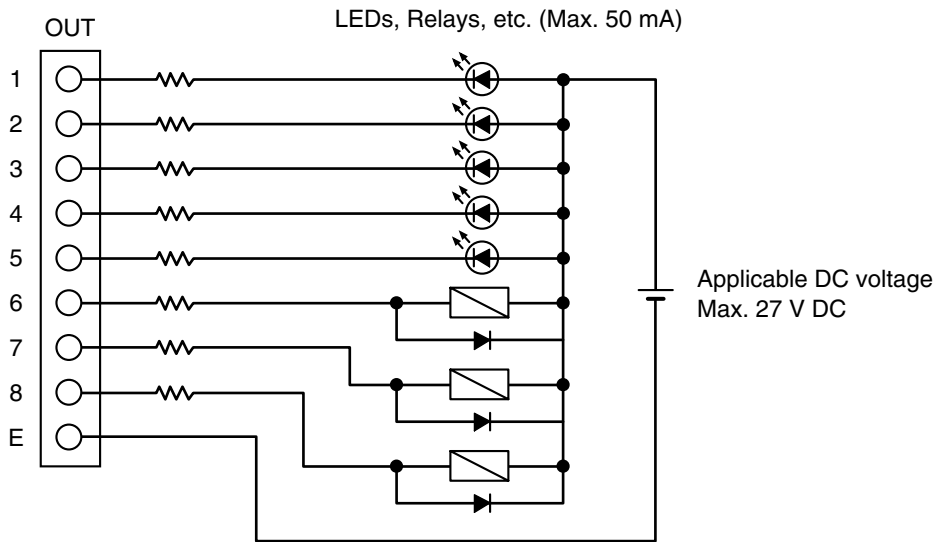 LEDs, Relays, etc. (Max. 50 mA)
OUT
1
2
3
4
5
6
7
8
E
Applicable DC voltage
Max. 27 V DC